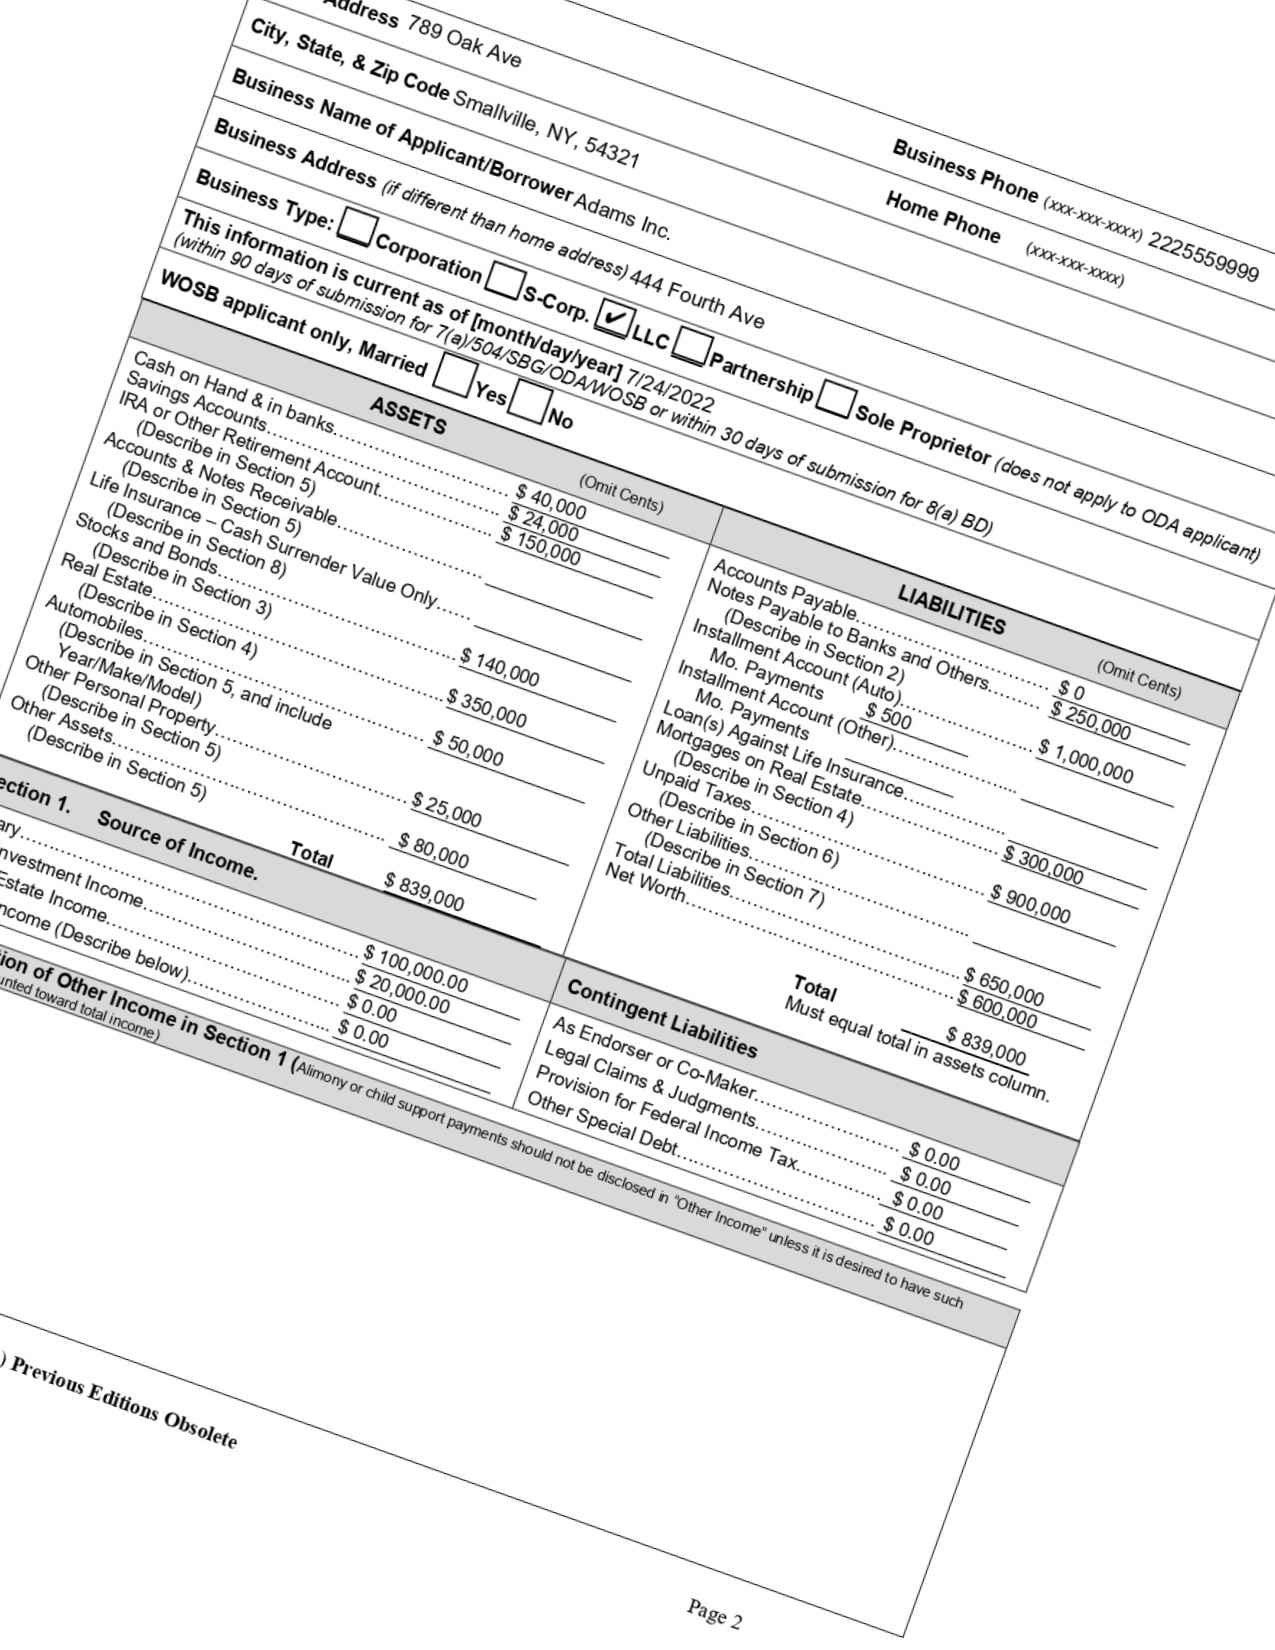 Address 789 Oak Ave
City, State, & Zip Code Smallville, NY, 54321
Business Phone (xxx-xxx-xxxx) 2225559999
Home Phone (xxx-xxx-xxxx)
Business Name of Applicant/Borrower Adams Inc.
Business Address (if different than home address) 444 Fourth Ave
Business Type: Corporation S-Corp. ✔ LLC Partnership Sole Proprietor (does not apply to ODA applicant)
This information is current as of [month/day/year] 7/24/2022
(within 90 days of submission for 7(a)/504/SBG/ODA/WOSB or within 30 days of submission for 8(a) BD)
WOSB applicant only, Married Yes No
ASSETS (Omit Cents)
Cash on Hand & in banks $ 40,000
Savings Accounts $ 24,000
IRA or Other Retirement Account $ 150,000
(Describe in Section 5)
Accounts & Notes Receivable
(Describe in Section 5)
Life Insurance – Cash Surrender Value Only
(Describe in Section 8)
Stocks and Bonds $ 140,000
(Describe in Section 3)
Real Estate $ 350,000
(Describe in Section 4)
Automobiles $ 50,000
(Describe in Section 5, and include
Year/Make/Model)
Other Personal Property $ 25,000
(Describe in Section 5)
Other Assets $ 80,000
(Describe in Section 5)
Total $ 839,000
LIABILITIES (Omit Cents)
Accounts Payable $ 0
Notes Payable to Banks and Others $ 250,000
(Describe in Section 2)
Installment Account (Auto) $ 1,000,000
Mo. Payments $ 500
Installment Account (Other)
Mo. Payments
Loan(s) Against Life Insurance $ 300,000
Mortgages on Real Estate $ 900,000
(Describe in Section 4)
Unpaid Taxes
(Describe in Section 6)
Other Liabilities $ 650,000
(Describe in Section 7)
Total Liabilities $ 600,000
Net Worth
Total $ 839,000
Must equal total in assets column.
ection 1. Source of Income.
ary $ 100,000.00
nvestment Income $ 20,000.00
Estate Income $ 0.00
ncome (Describe below) $ 0.00
Contingent Liabilities
As Endorser or Co-Maker $ 0.00
Legal Claims & Judgments $ 0.00
Provision for Federal Income Tax $ 0.00
Other Special Debt $ 0.00
ion of Other Income in Section 1 (Alimony or child support payments should not be disclosed in "Other Income" unless it is desired to have such
unted toward total income)
) Previous Editions Obsolete
Page 2